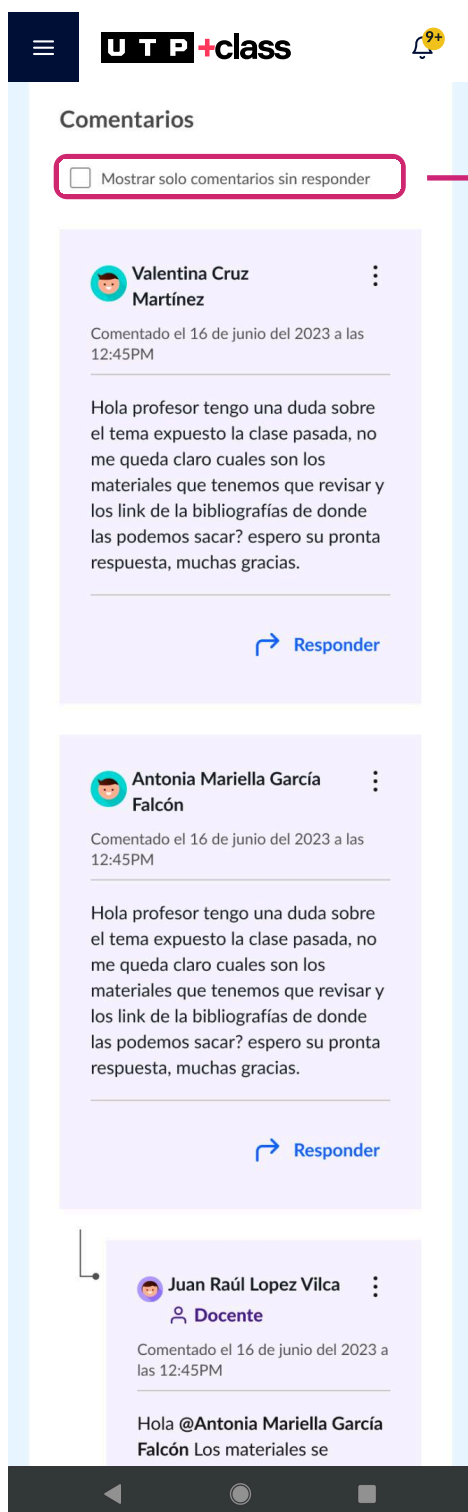 UTP+class
9+
Comentarios
Mostrar solo comentarios sin responder
Valentina Cruz
Martínez
Comentado el 16 de junio del 2023 a las
12:45PM
Hola profesor tengo una duda sobre
el tema expuesto la clase pasada, no
me queda claro cuales son los
materiales que tenemos que revisar y
los link de la bibliografías de donde
las podemos sacar? espero su pronta
respuesta, muchas gracias.
Responder
Antonia Mariella García
Falcón
Comentado el 16 de junio del 2023 a las
12:45PM
Hola profesor tengo una duda sobre
el tema expuesto la clase pasada, no
me queda claro cuales son los
materiales que tenemos que revisar y
los link de la bibliografías de donde
las podemos sacar? espero su pronta
respuesta, muchas gracias.
Responder
Juan Raúl Lopez Vilca
Docente
Comentado el 16 de junio del 2023 a
las 12:45PM
Hola @Antonia Mariella García
Falcón Los materiales se